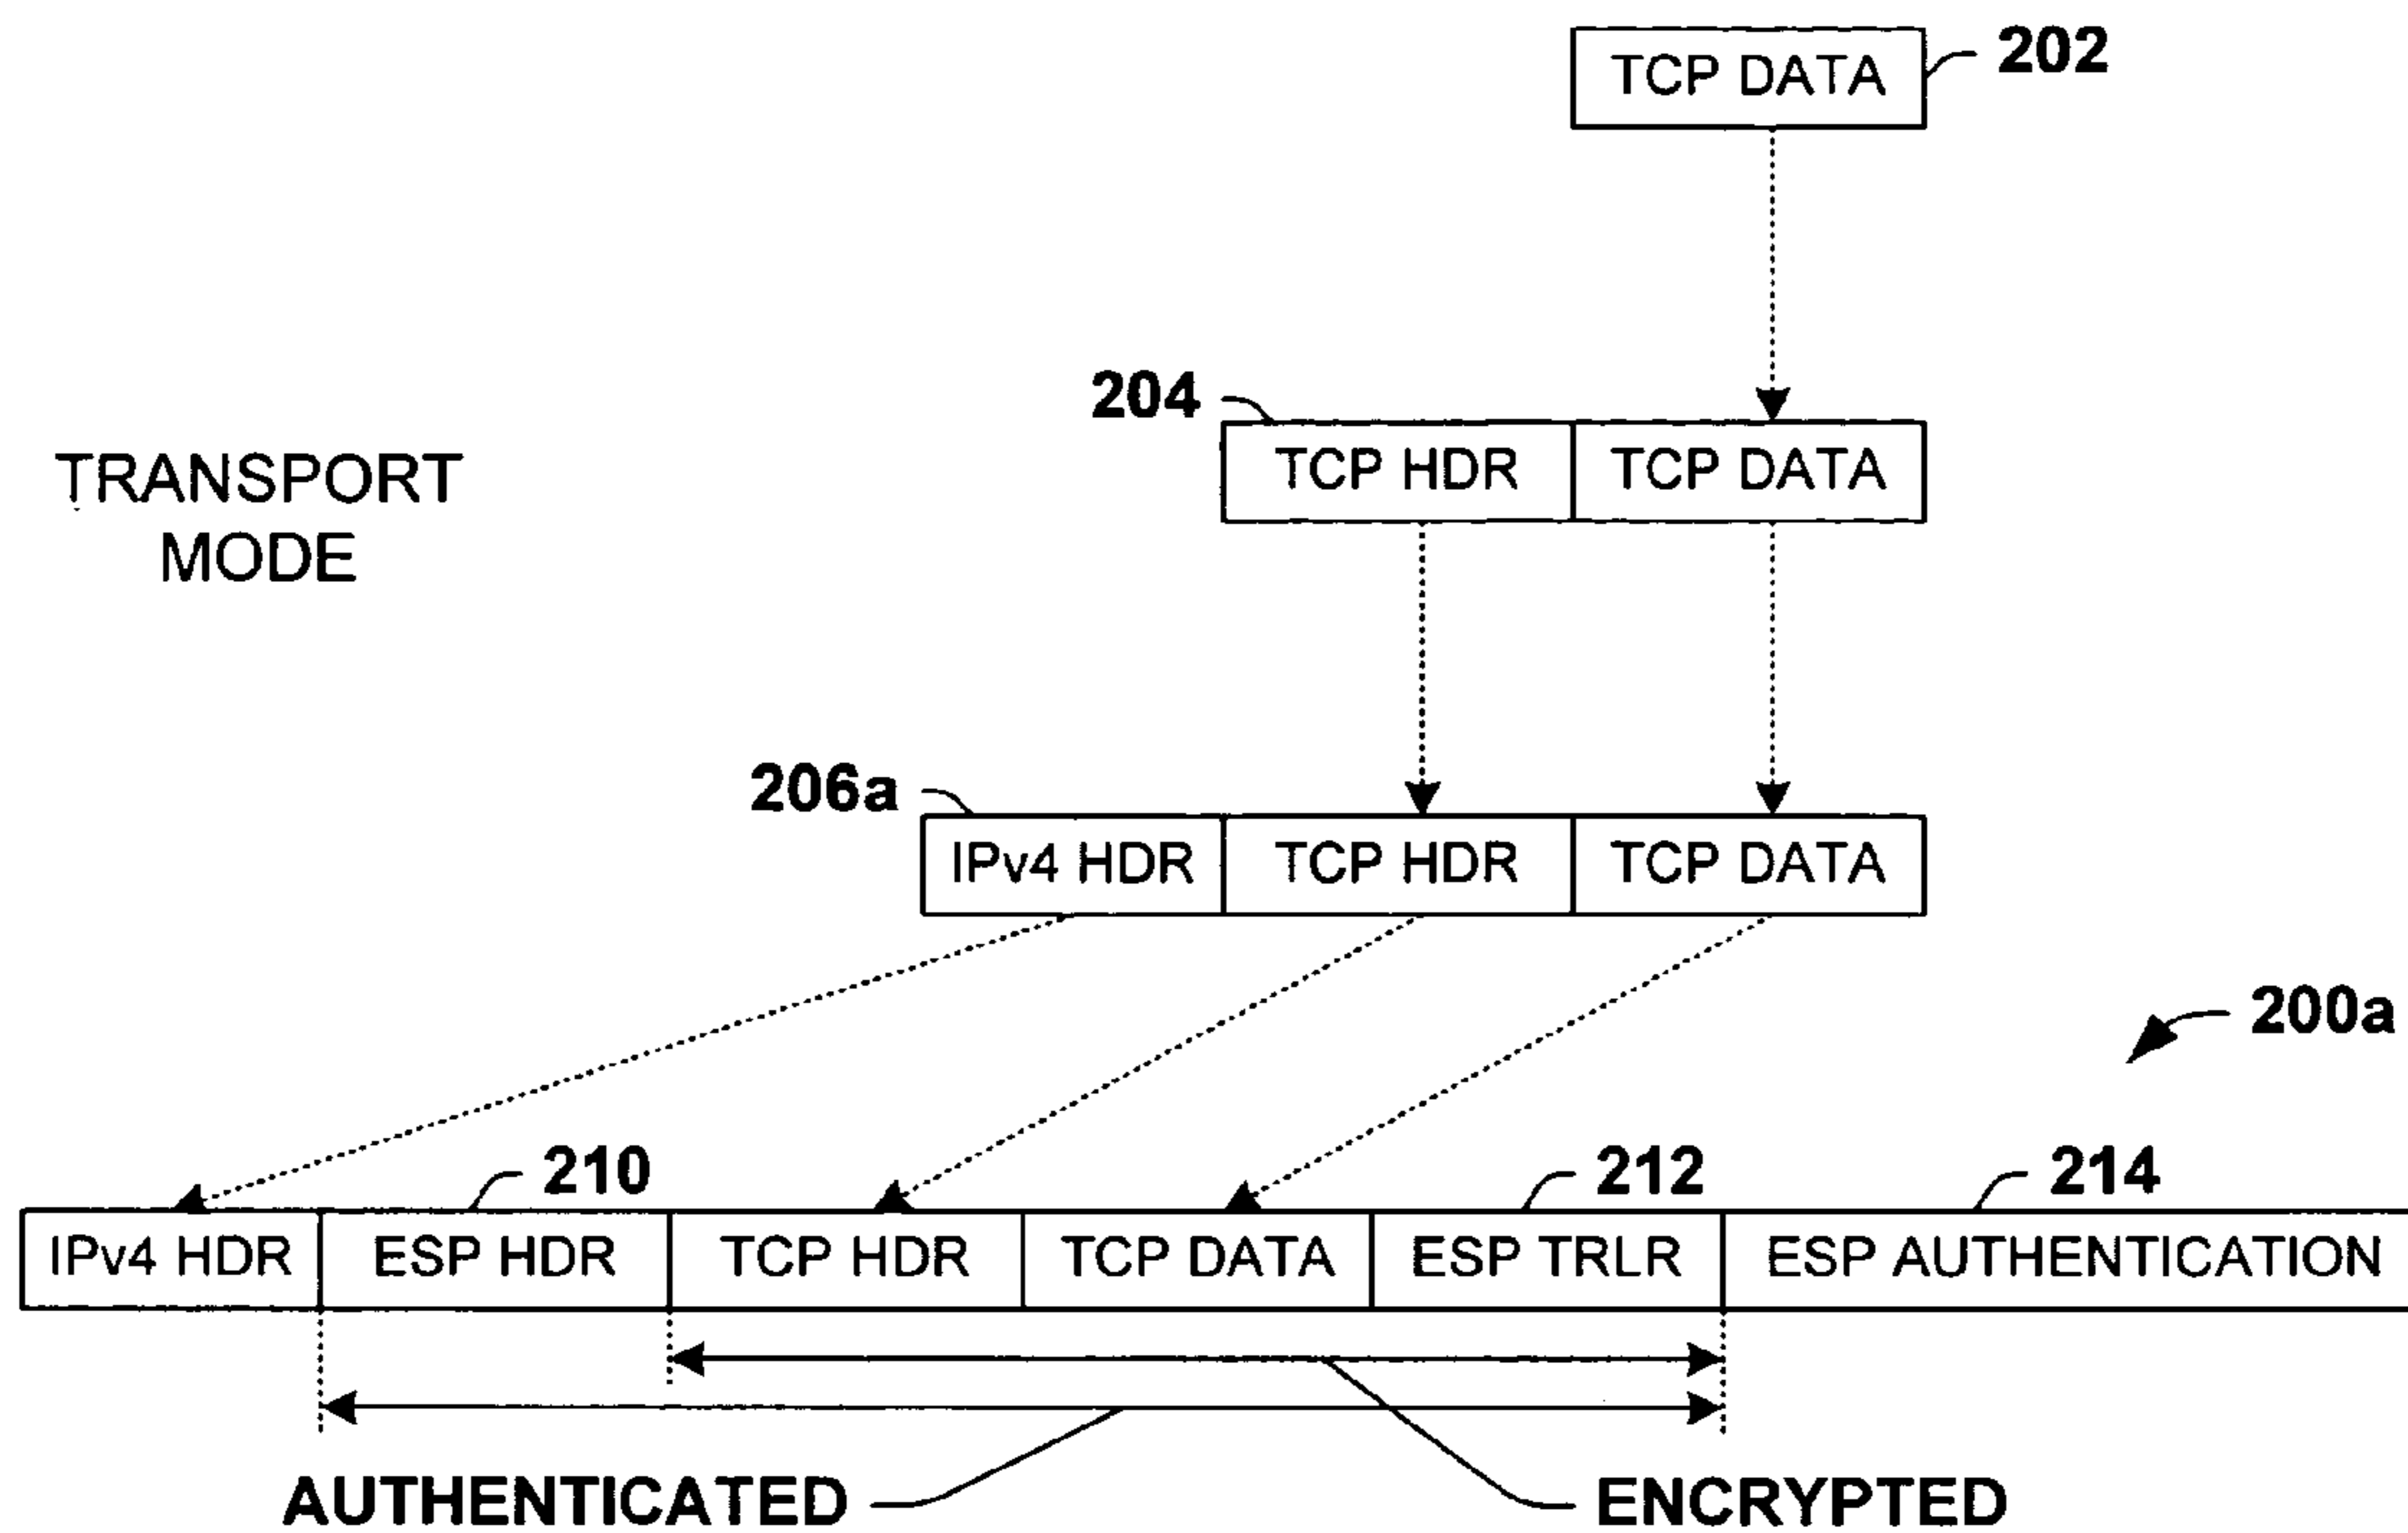 TCP DATA 202
204
TCP HDR TCP DATA
TRANSPORT
MODE
206a
IPv4 HDR TCP HDR TCP DATA
200a
210 212 214
IPv4 HDR ESP HDR TCP HDR TCP DATA ESP TRLR ESP AUTHENTICATION
AUTHENTICATED ENCRYPTED